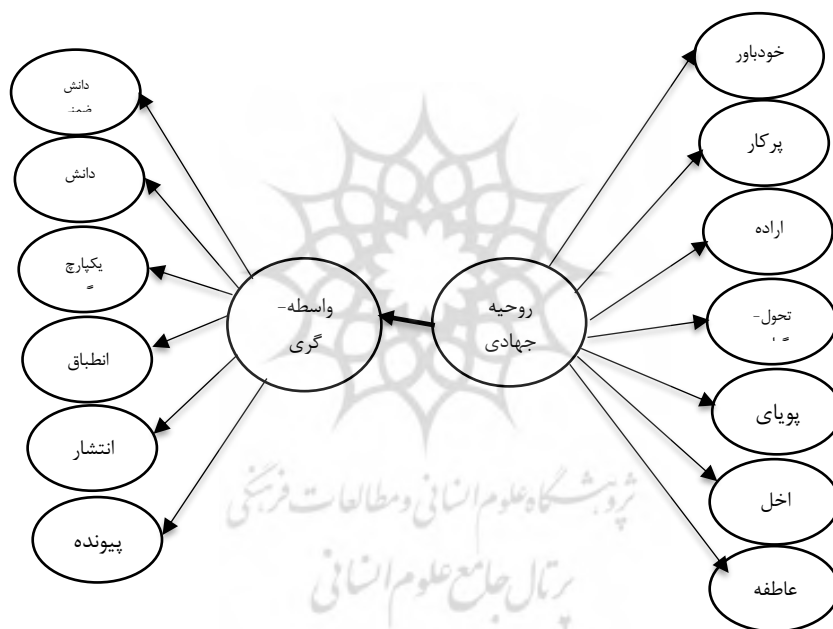 خودباور
پرکار
اراده
تحول-
پویای
اخل
عاطفه
روحیه
جهادی
واسطه-
گری
دانش
دانش
یکپارچ
انطباق
انتشار
پیونده
پژوهشگاه علوم انسانی و مطالعات فرهنگی
پرتال جامع علوم انسانی